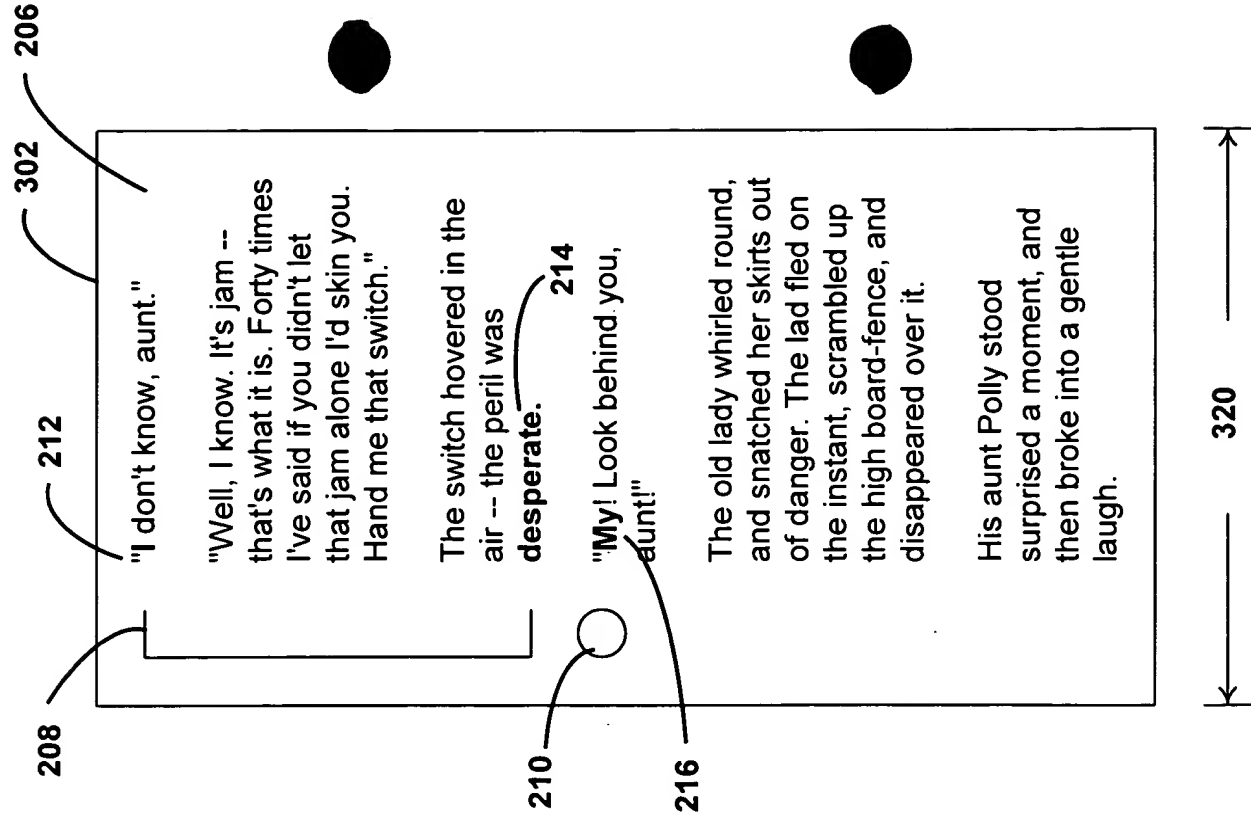 206
302
212
"I don't know, aunt."
"Well, I know. It's jam --
that's what it is. Forty times
I've said if you didn't let
that jam alone I'd skin you.
Hand me that switch."
The switch hovered in the
air -- the peril was
desperate.
214
"My! Look behind you,
aunt!"
The old lady whirled round,
and snatched her skirts out
of danger. The lad fled on
the instant, scrambled up
the high board-fence, and
disappeared over it.
His aunt Polly stood
surprised a moment, and
then broke into a gentle
laugh.
208
210
216
320